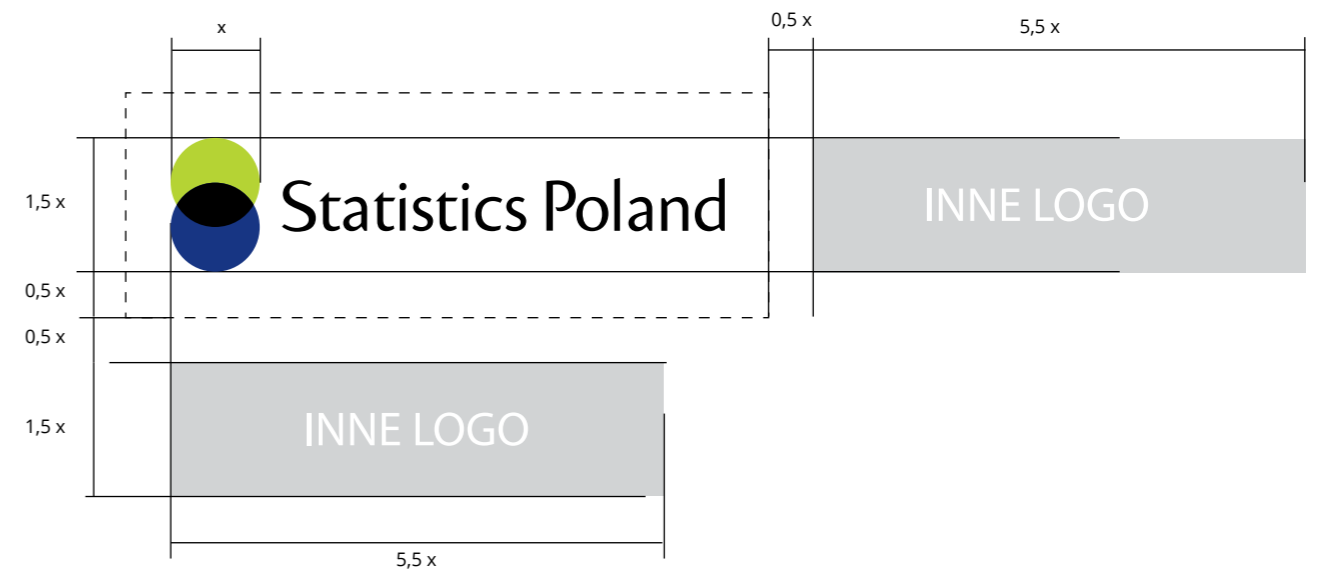 x
0,5 x
5,5 x
1,5 x
Statistics Poland
INNE LOGO
0,5 x
0,5 x
1,5 x
INNE LOGO
5,5 x